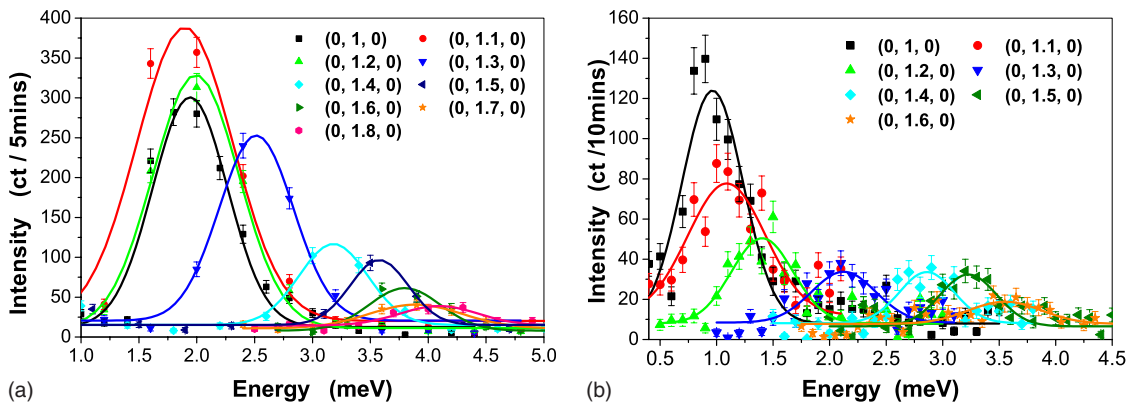 (a)
Intensity (ct / 5mins)
400
350
300
250
200
150
100
50
0
1.0 1.5 2.0 2.5 3.0 3.5 4.0 4.5 5.0
Energy (meV)
(0, 1, 0) (0, 1.1, 0)
(0, 1.2, 0) (0, 1.3, 0)
(0, 1.4, 0) (0, 1.5, 0)
(0, 1.6, 0) (0, 1.7, 0)
(0, 1.8, 0)
(b)
Intensity (ct /10mins)
140
120
100
80
60
40
20
0
0.5 1.0 1.5 2.0 2.5 3.0 3.5 4.0 4.5
Energy (meV)
(0, 1, 0) (0, 1.1, 0)
(0, 1.2, 0) (0, 1.3, 0)
(0, 1.4, 0) (0, 1.5, 0)
(0, 1.6, 0)